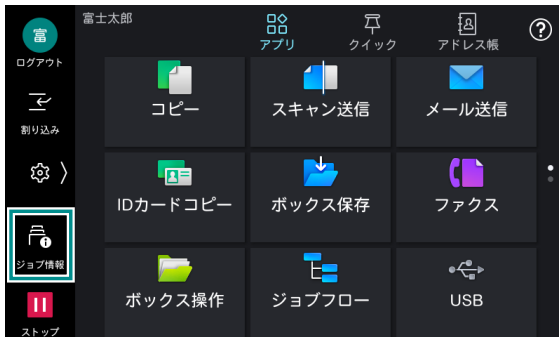 富
富士太郎
アプリ
クイック
アドレス帳
?
ログアウト
割り込み
ジョブ情報
ストップ
コピー
スキャン送信
メール送信
IDカードコピー
ボックス保存
ファクス
ボックス操作
ジョブフロー
USB